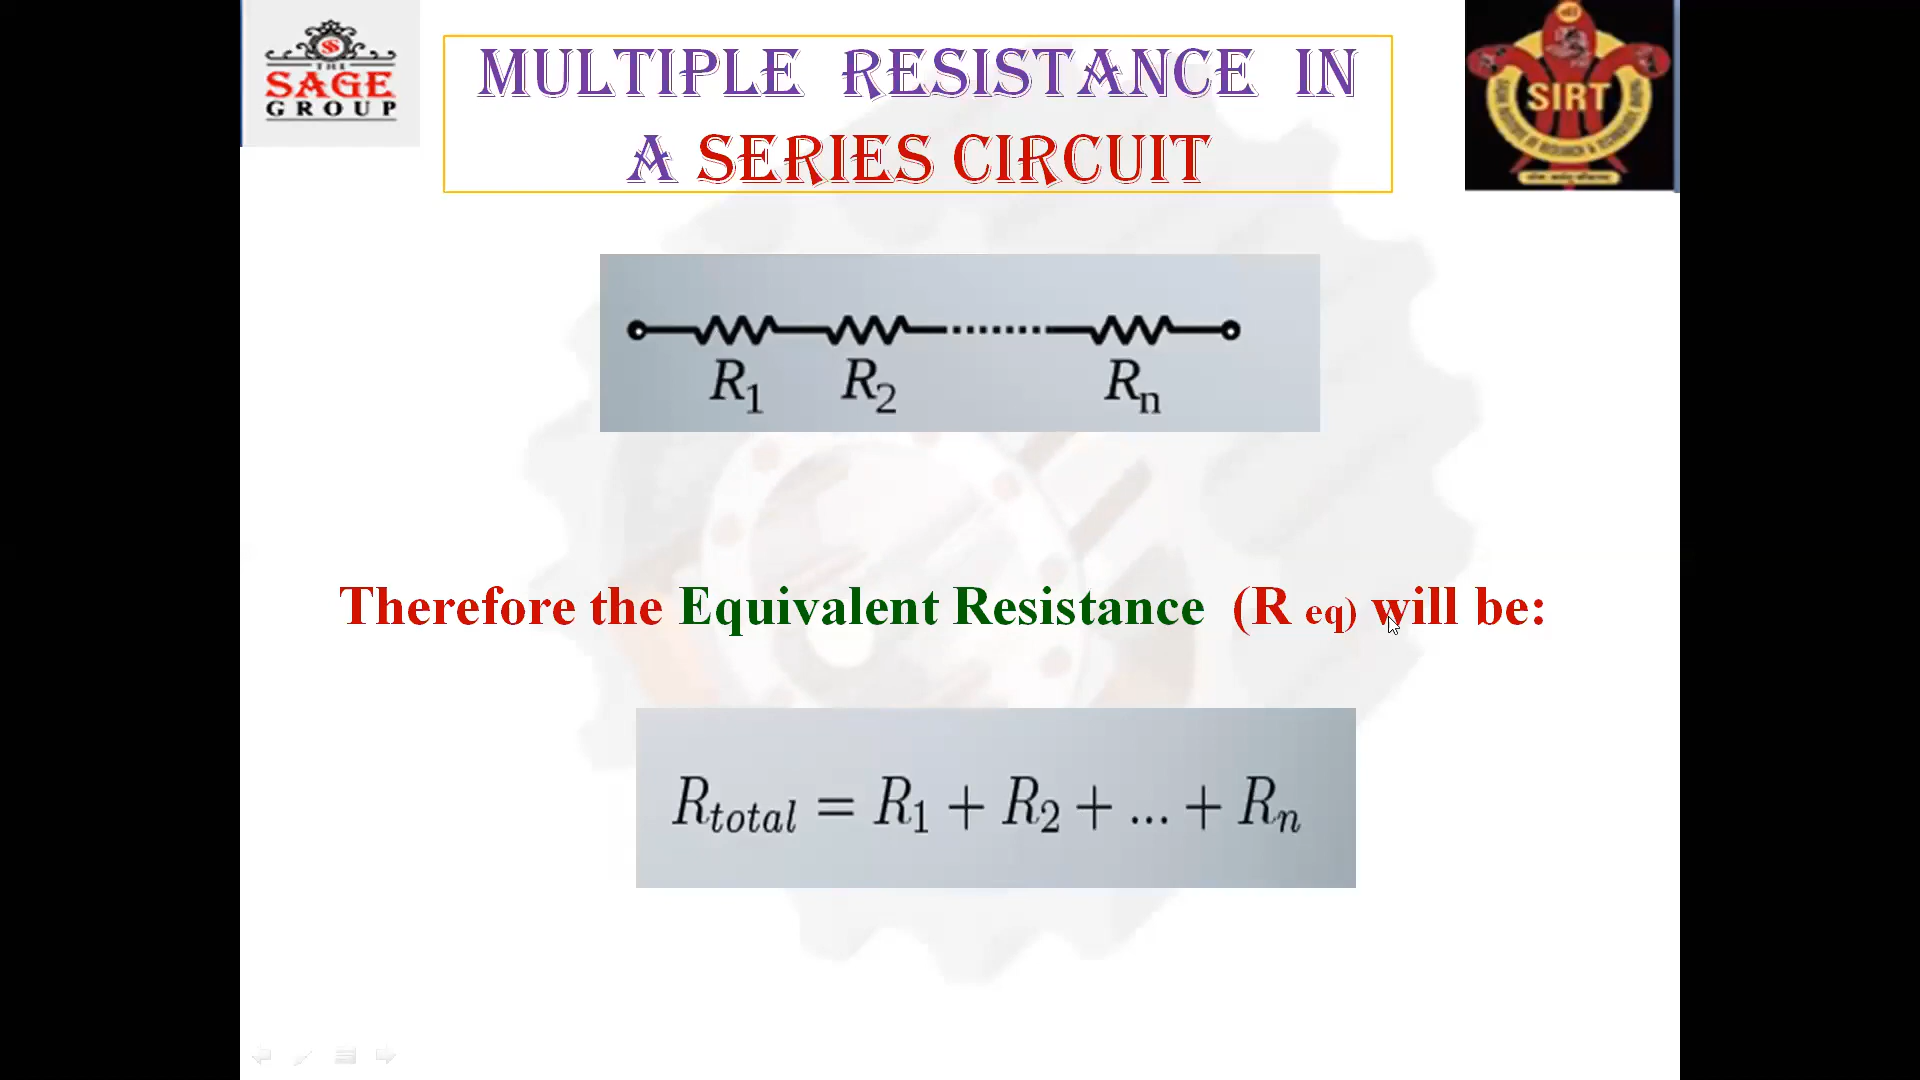 THE
SAGE
GROUP
MULTIPLE RESISTANCE IN
A SERIES CIRCUIT
SIRT
R1 R2 Rn
Therefore the Equivalent Resistance (R eq) will be:
Rtotal = R1 + R2 + ... + Rn